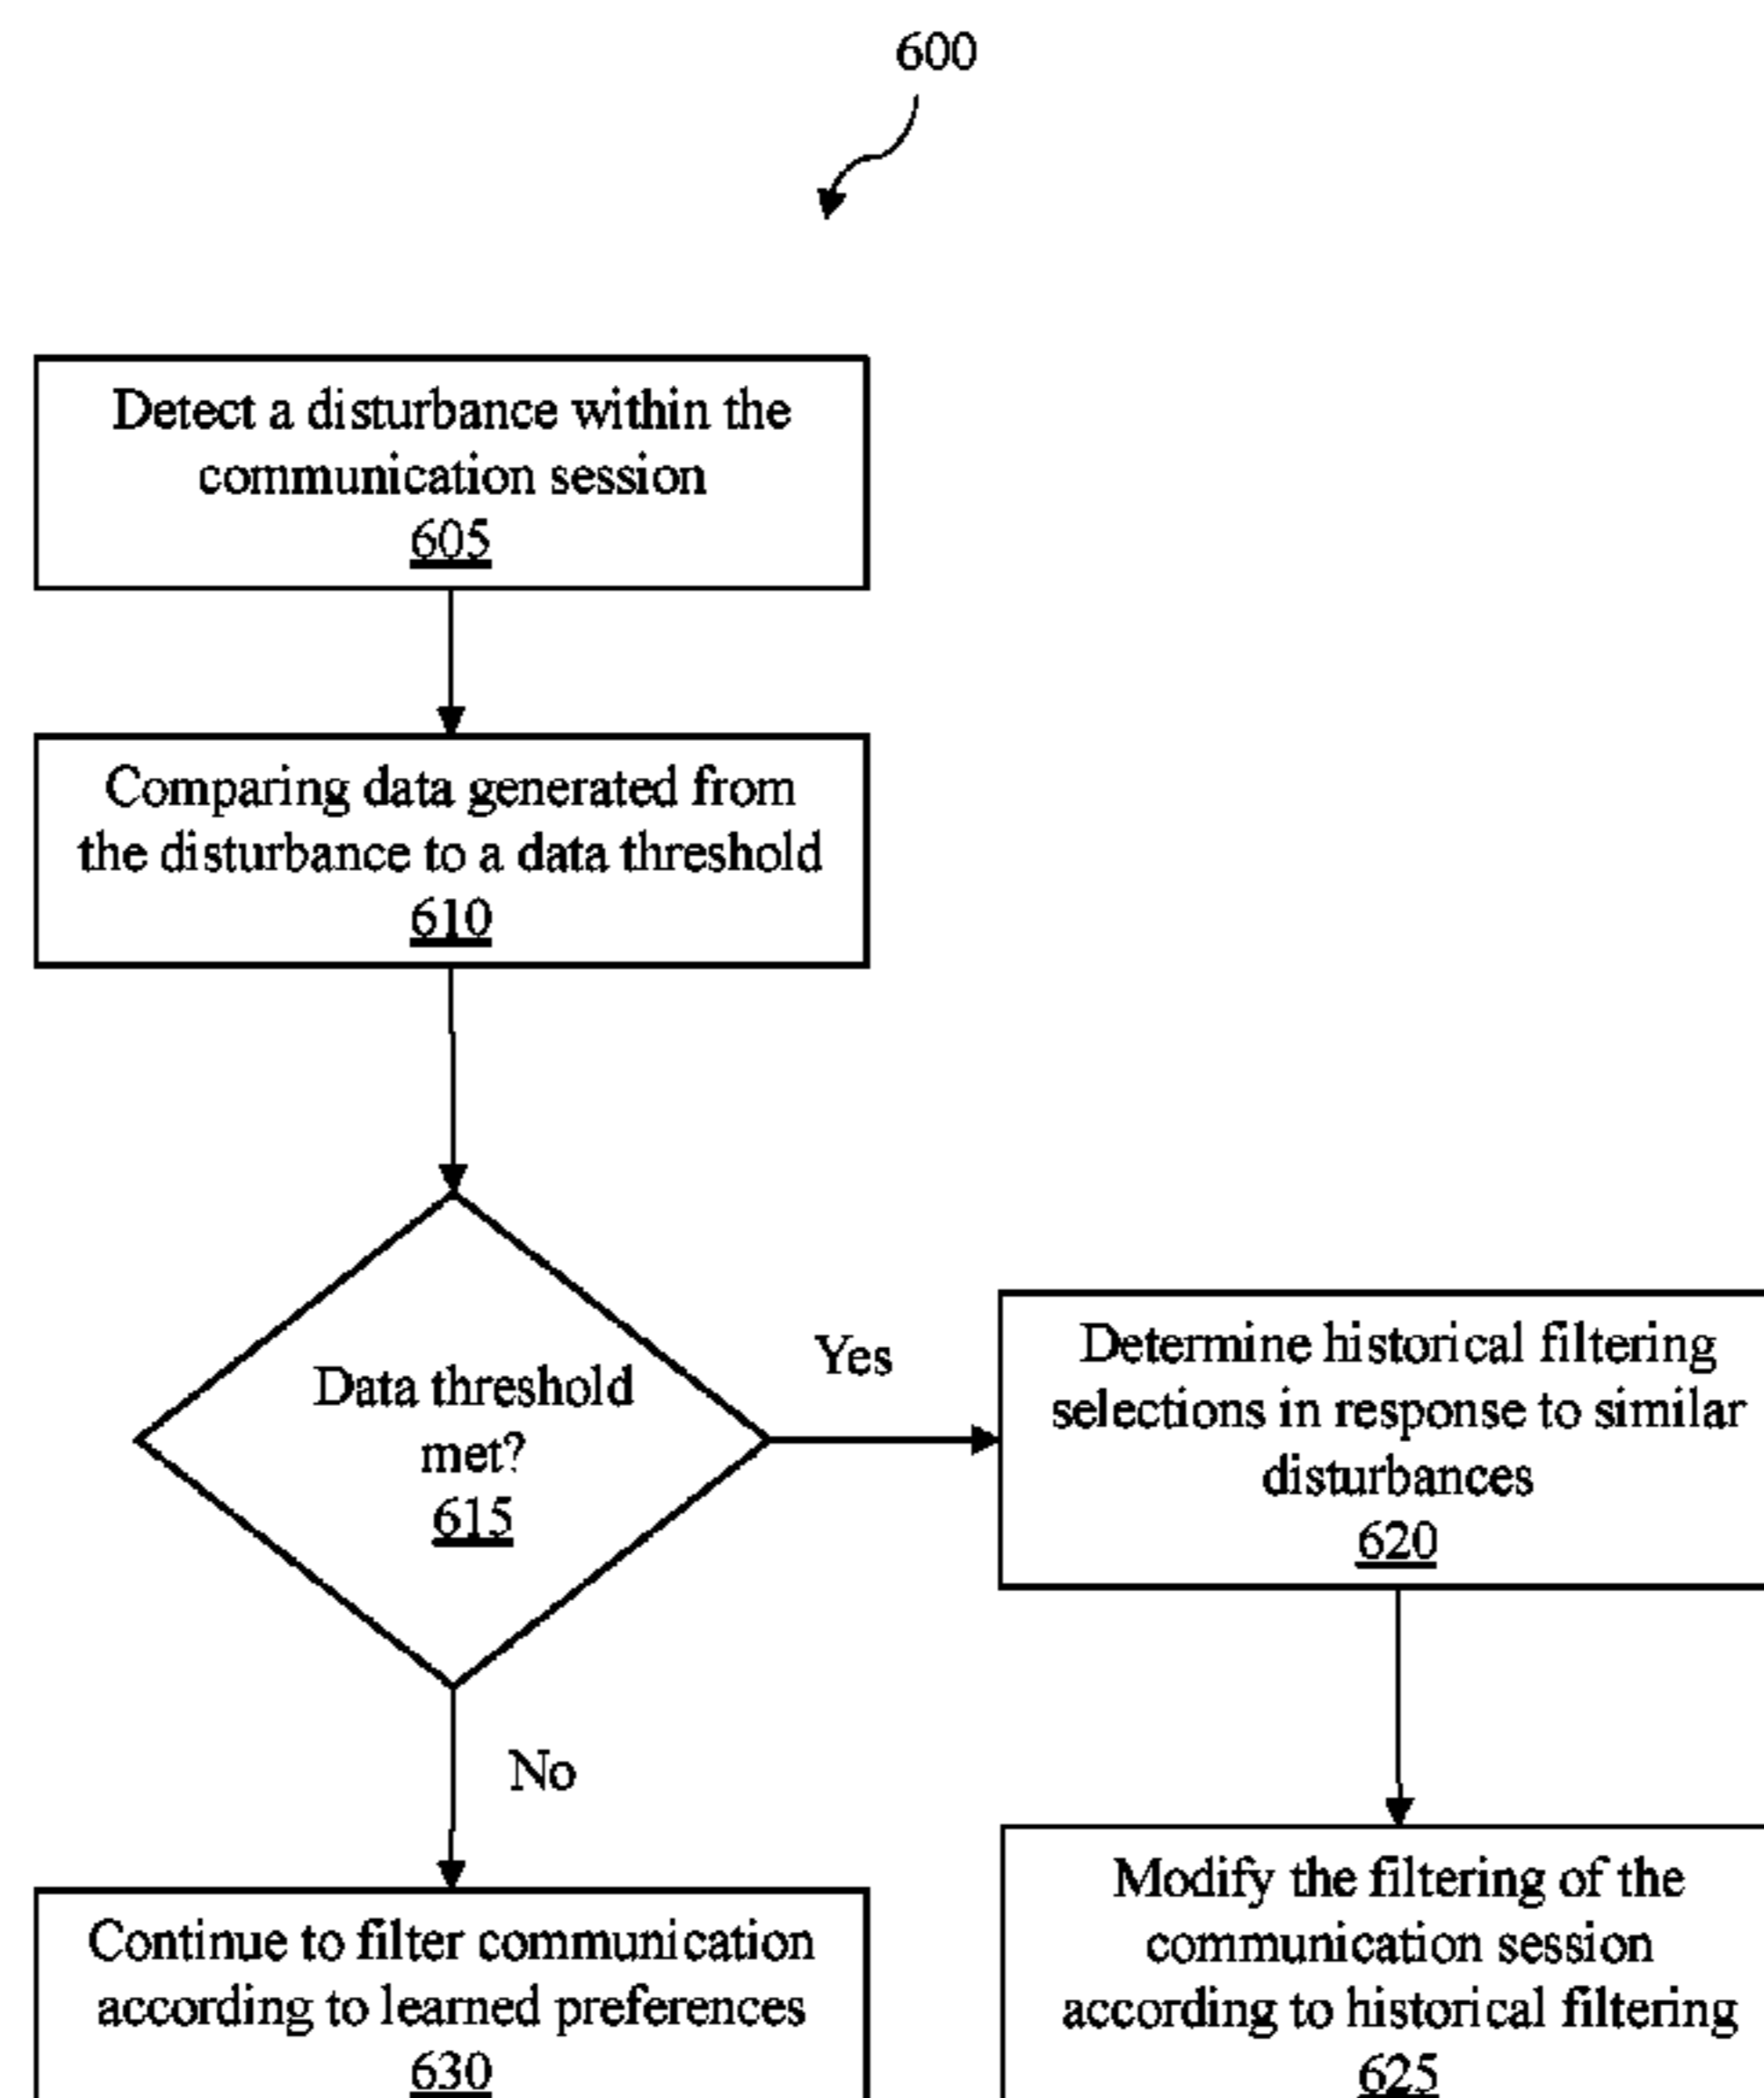 600
Detect a disturbance within the
communication session
605
Comparing data generated from
the disturbance to a data threshold
610
Data threshold
met?
615
Yes
Determine historical filtering
selections in response to similar
disturbances
620
No
Continue to filter communication
according to learned preferences
630
Modify the filtering of the
communication session
according to historical filtering
625